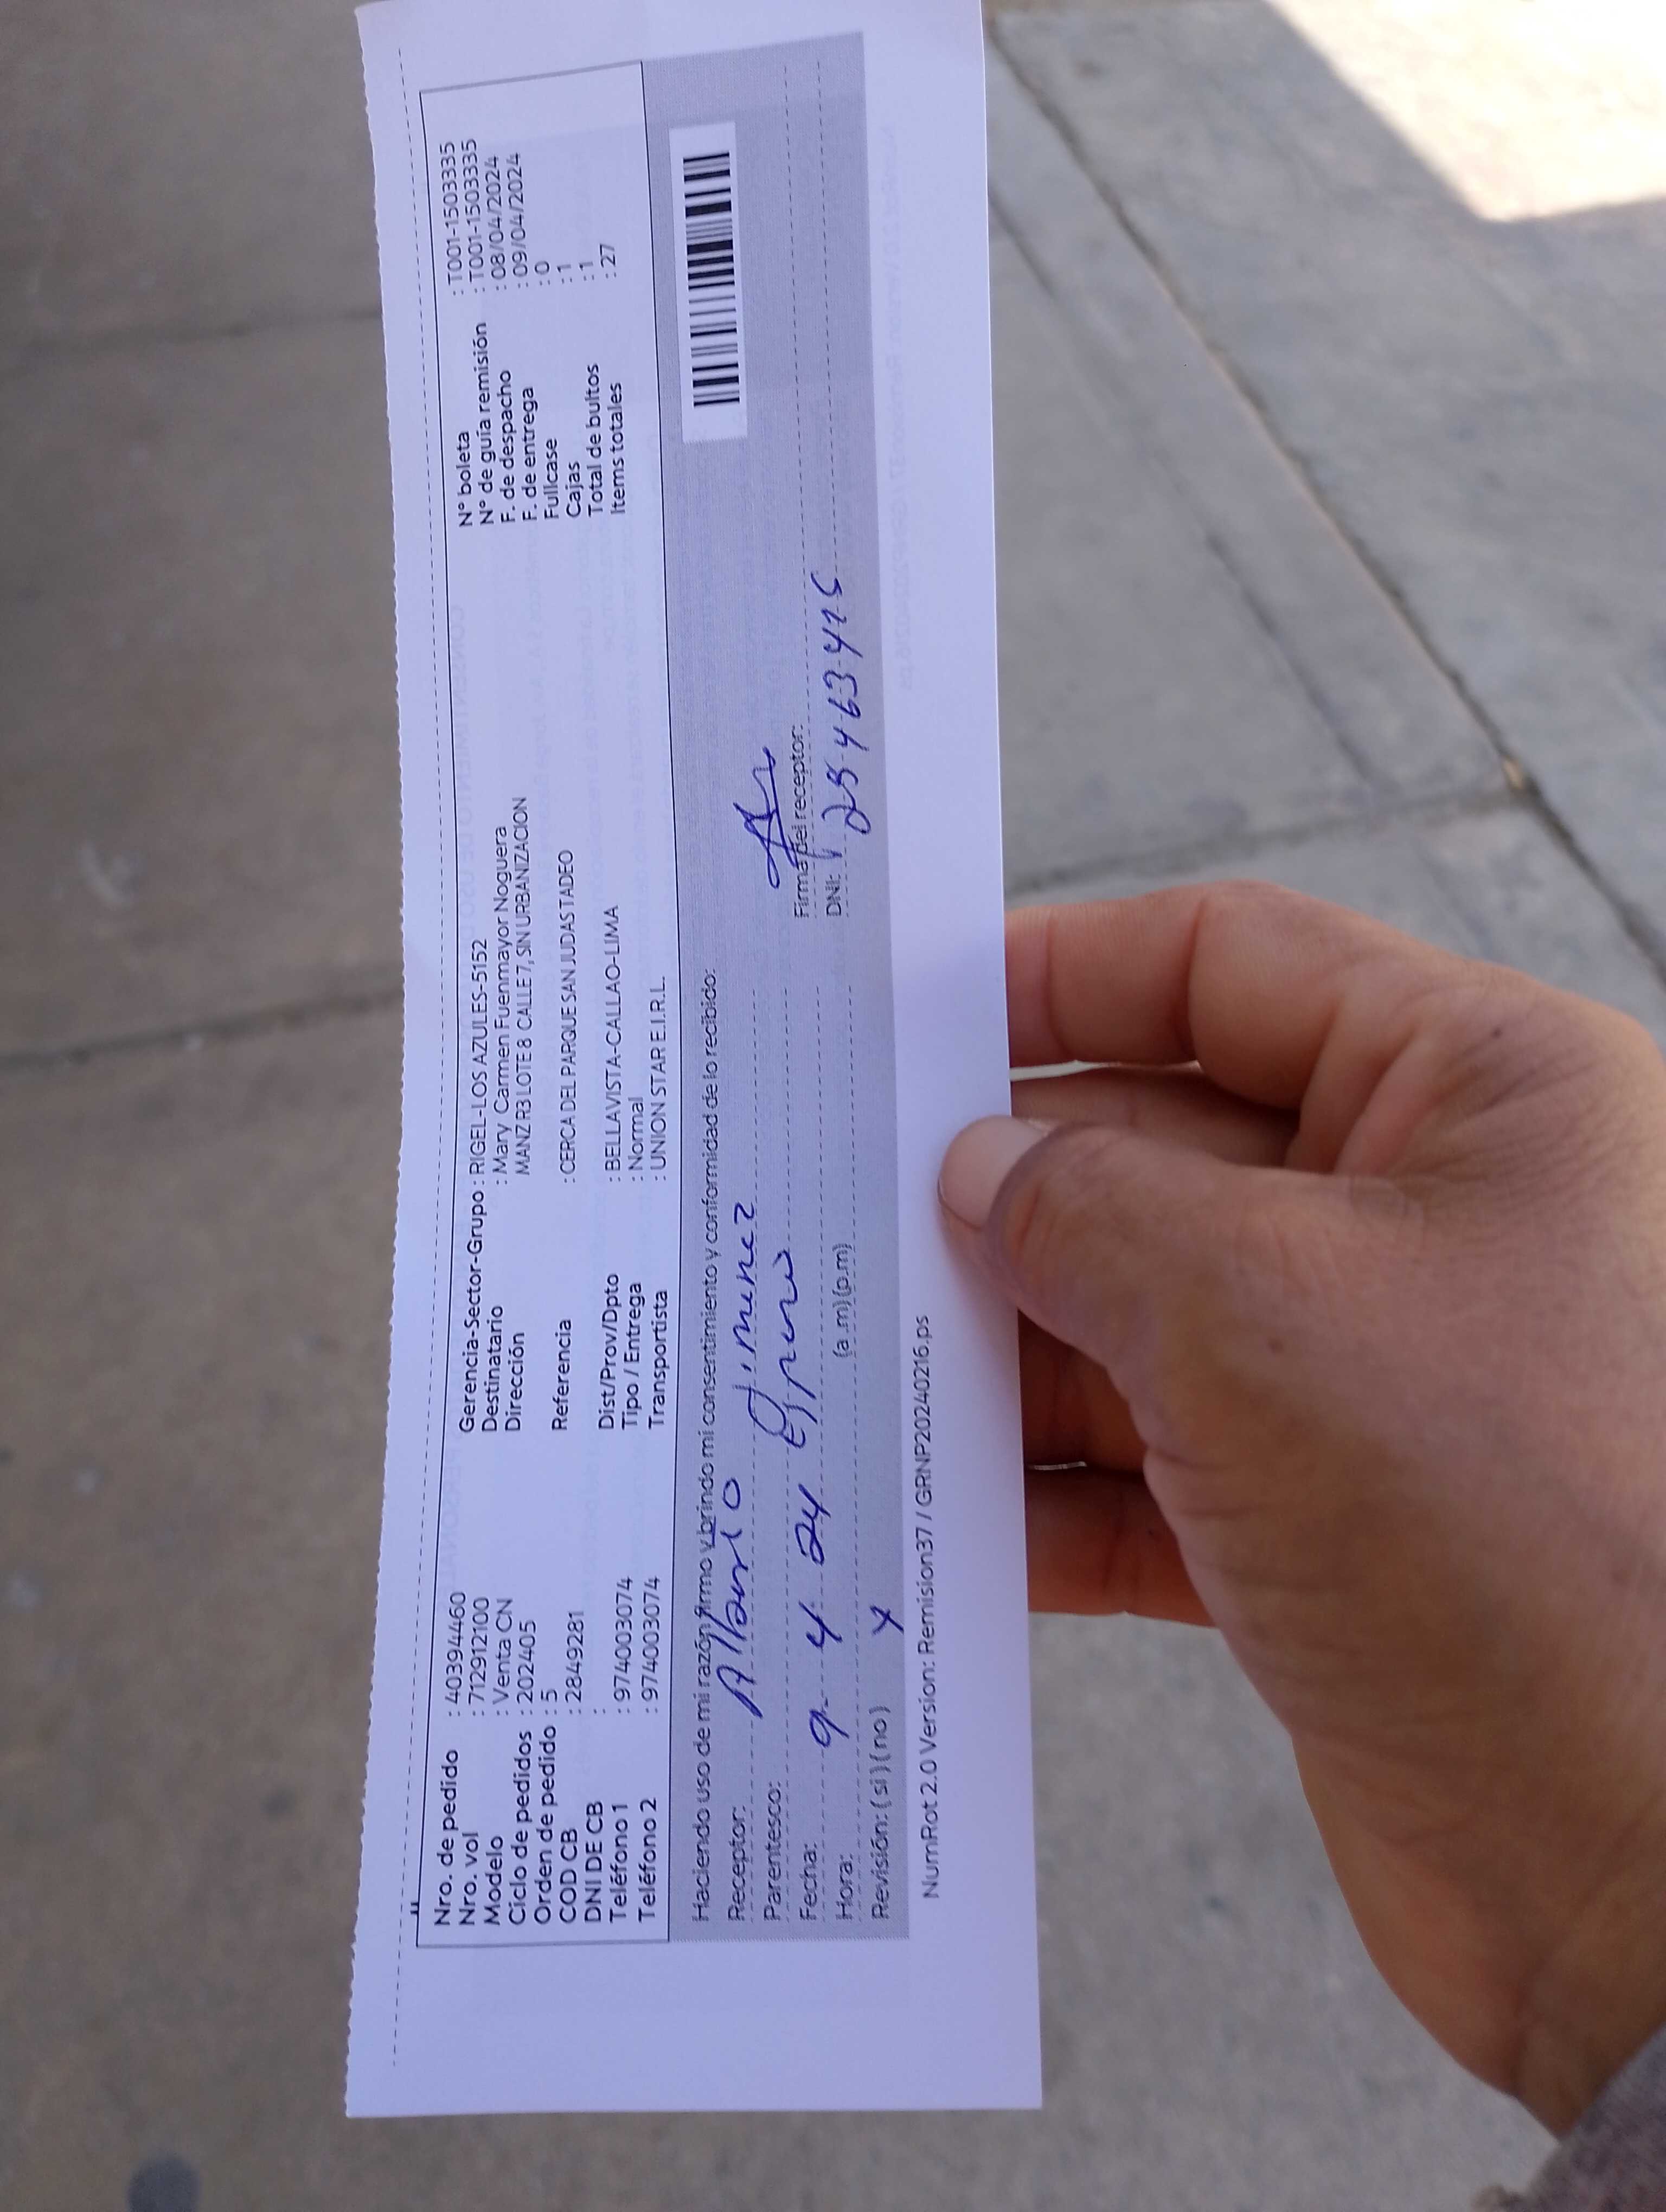 Nro. de pedido : 40394460
Nro. vol : 712912100
Modelo : Venta CN
Ciclo de pedidos : 202405
Orden de pedido : 5
COD CB : 2849281
DNI DE CB :
Teléfono 1 : 974003074
Teléfono 2 : 974003074
Gerencia-Sector-Grupo : RIGEL-LOS AZULES-5152
Destinatario : Mary Carmen Fuenmayor Noguera
Dirección MANZ R3 LOTE 8 CALLE 7, SIN URBANIZACION
Referencia : CERCA DEL PARQUE SAN JUDAS TADEO
Dist/Prov/Dpto : BELLAVISTA-CALLAO-LIMA
Tipo / Entrega : Normal
Transportista : UNION STAR E.I.R.L.
N° boleta : T001-1503335
N° de guía remisión : T001-1503335
F. de despacho : 08/04/2024
F. de entrega : 09/04/2024
Fullcase : 0
Cajas : 1
Total de bultos : 1
Items totales : 27
Haciendo uso de mi razón firmo y brindo mi consentimiento y conformidad de lo recibido:
Receptor:
Parentesco:
Fecha: 9-4 24
Hora: (a.m) (p.m)
Revisión: ( si ) ( no )
Firma del receptor:
DNI:
NumRot 2.0 Version: Remision37 / GRNP20240216.ps